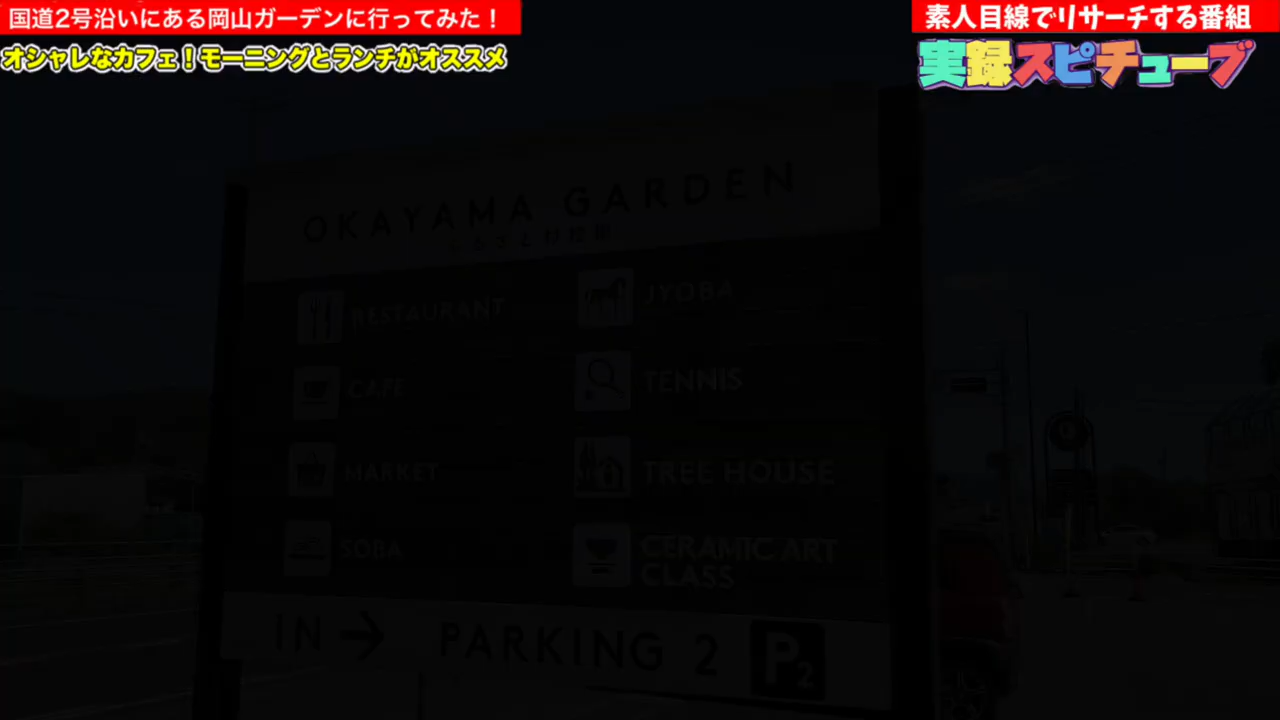 国道2号沿いにある岡山ガーデンに行ってみた！
オシャレなカフェ！モーニングとランチがオススメ
素人目線でリサーチする番組
実録スピチューブ
OKAYAMA GARDEN
RESTAURANT
JYOBA
CAFE
TENNIS
MARKET
TREE HOUSE
SOBA
CERAMIC ART
CLASS
IN → PARKING 2 P2